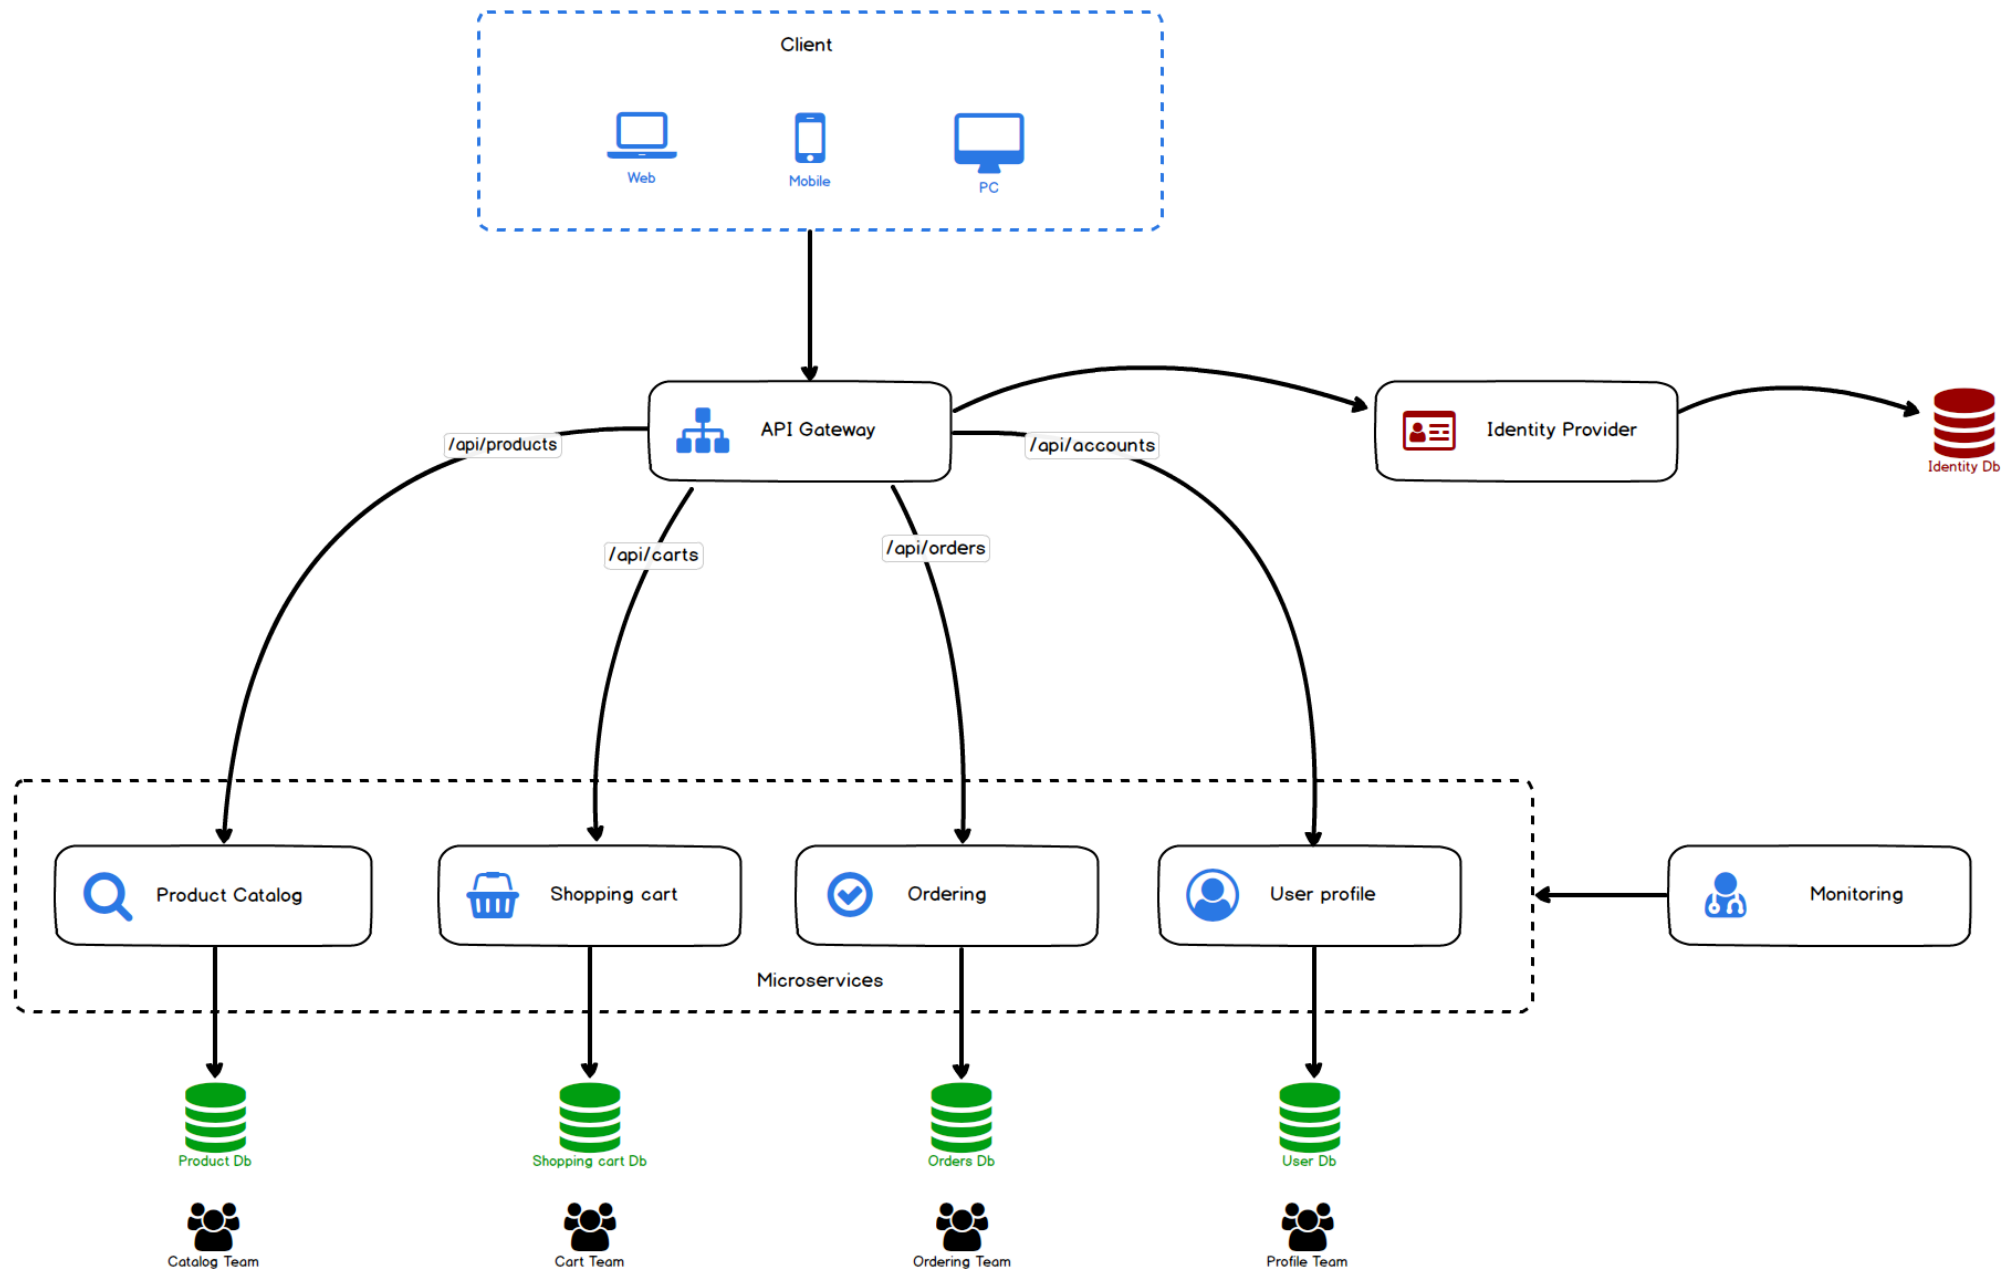 Client
Web
Mobile
PC
API Gateway
Identity Provider
Identity Db
/api/products
/api/accounts
/api/carts
/api/orders
Product Catalog
Shopping cart
Ordering
User profile
Monitoring
Microservices
Product Db
Shopping cart Db
Orders Db
User Db
Catalog Team
Cart Team
Ordering Team
Profile Team